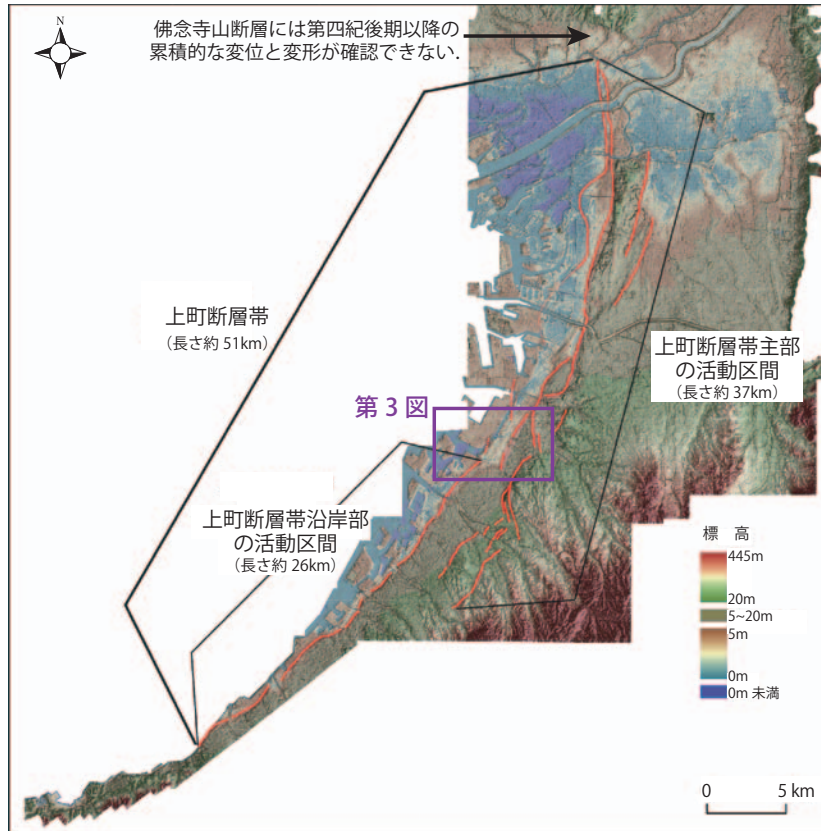 N
佛念寺山断層には第四紀後期以降の
累積的な変位と変形が確認できない.
上町断層帯
（長さ約 51km）
上町断層帯主部
の活動区間
（長さ約 37km）
第 3 図
上町断層帯沿岸部
の活動区間
（長さ約 26km）
標 高
445m
20m
5~20m
5m
0m
0m 未満
0 5 km